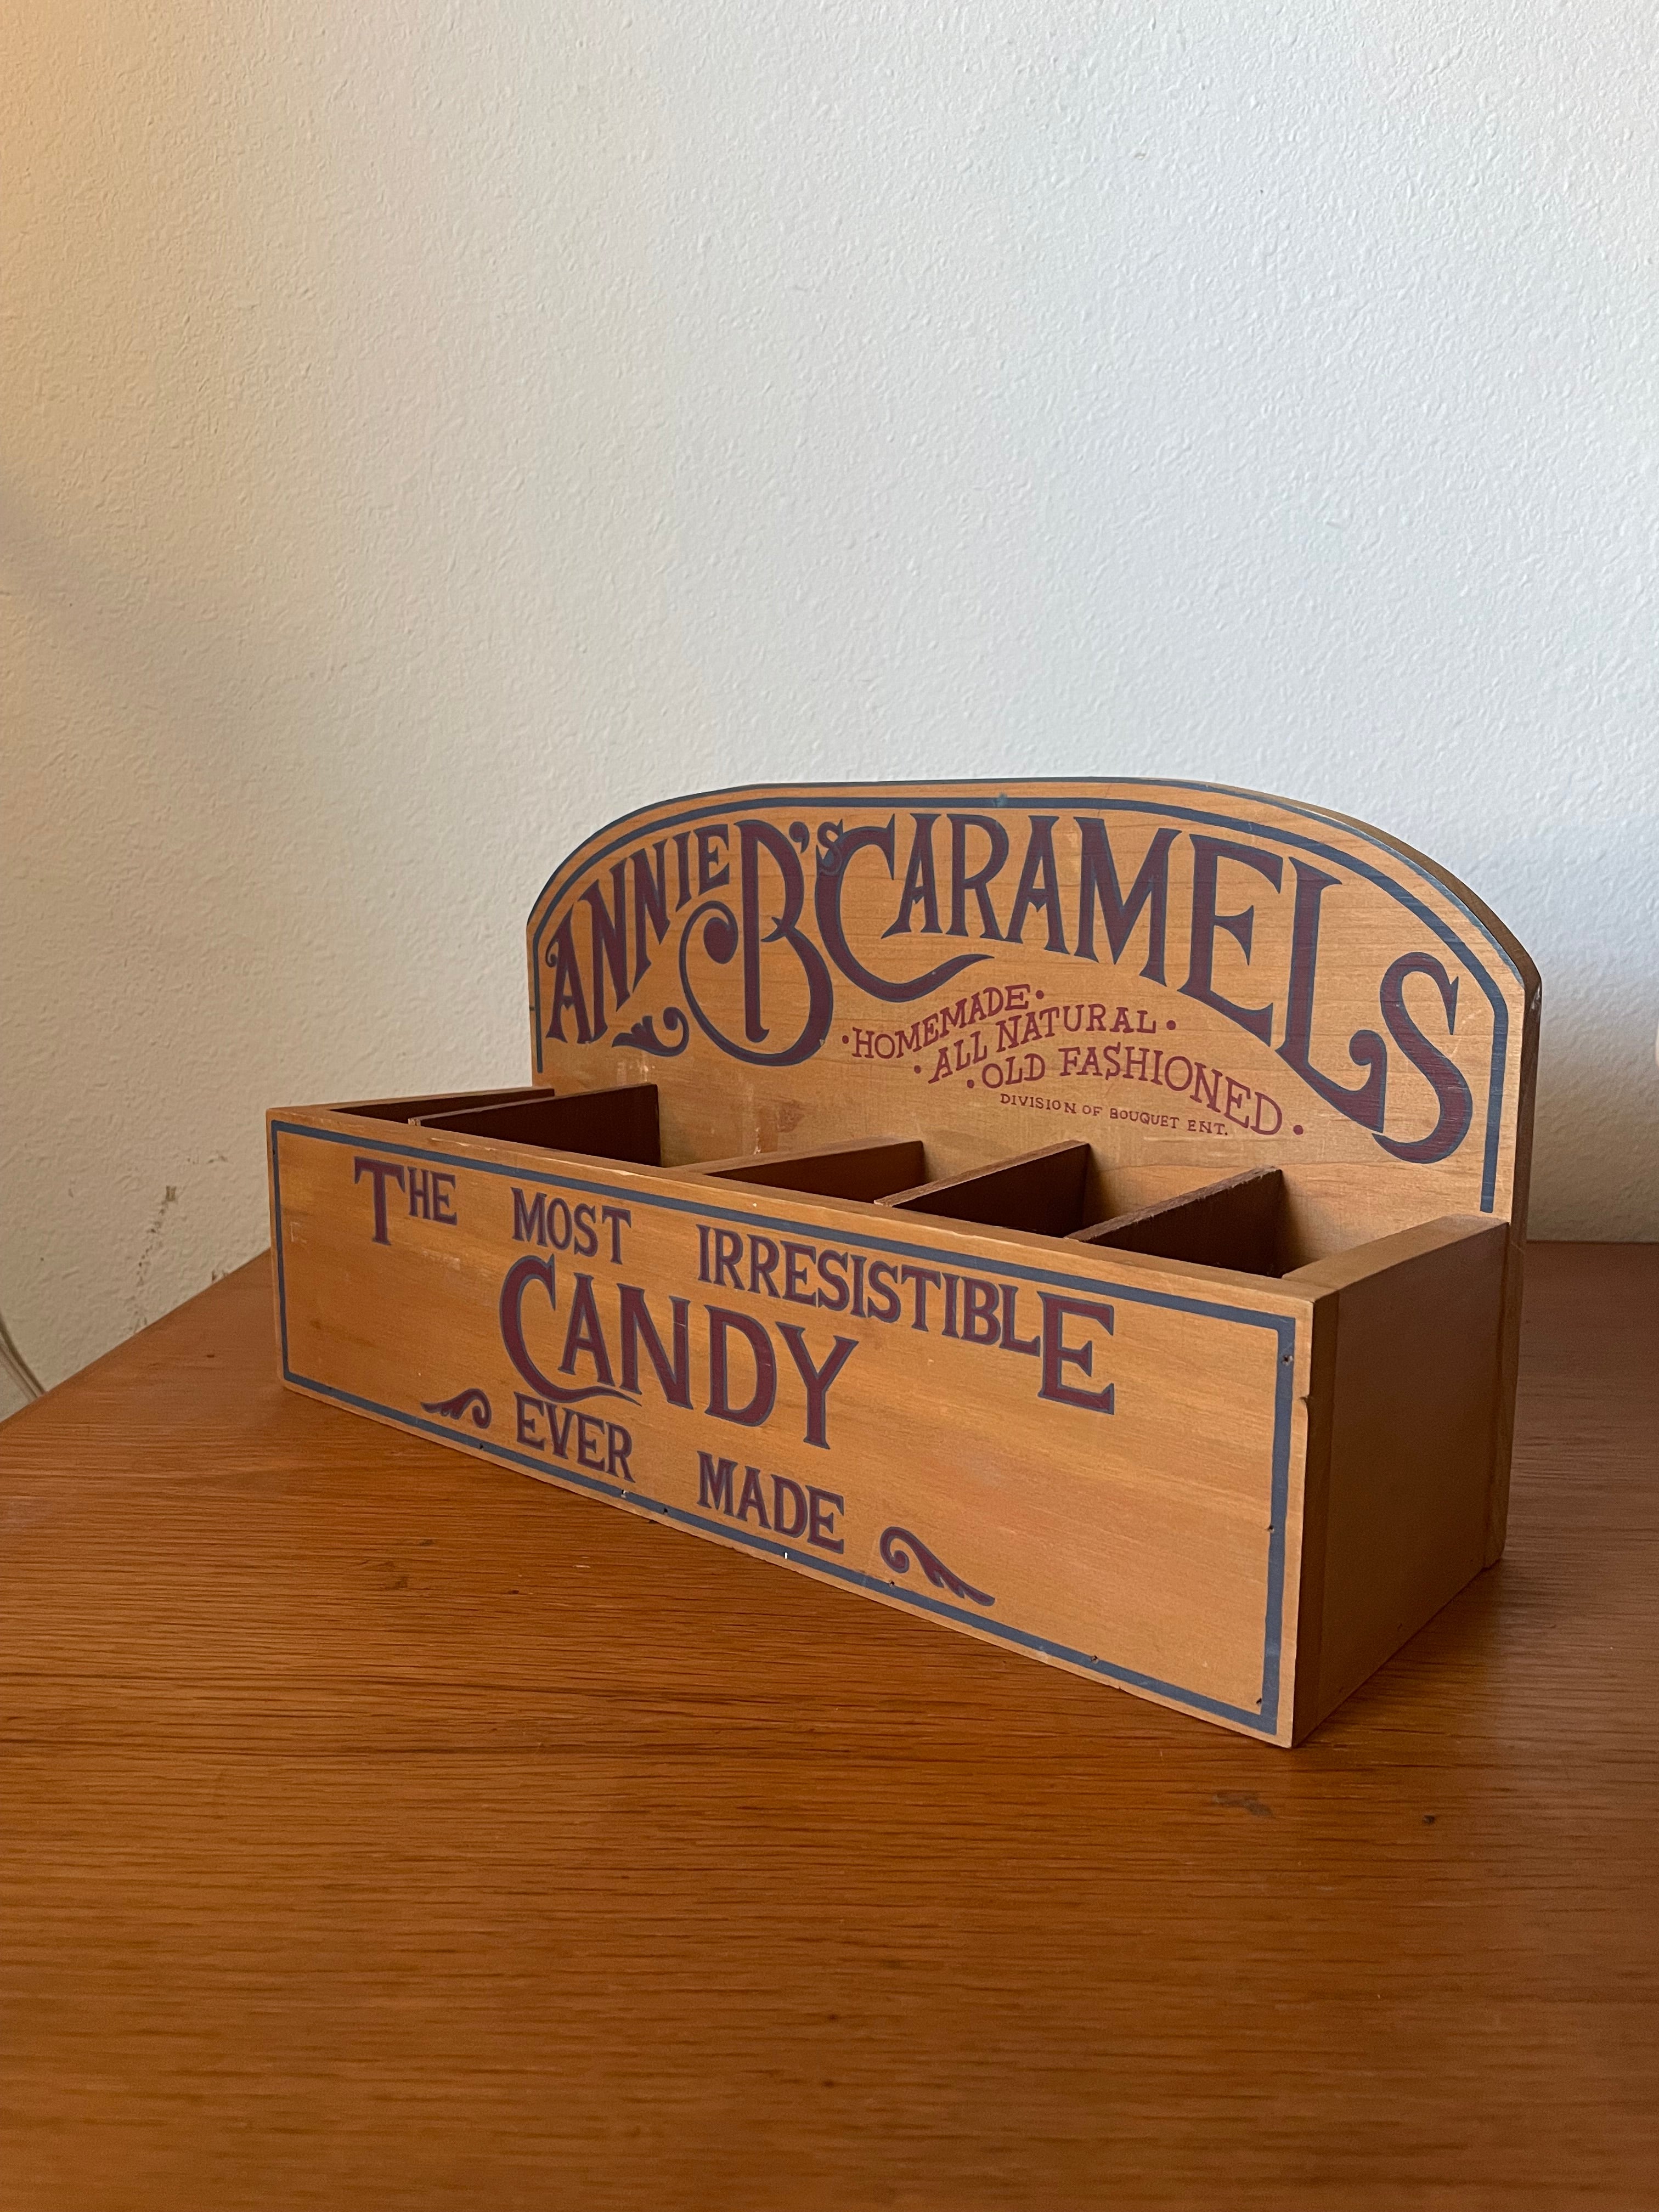 ANNIE B'S CARAMELS
·HOMEMADE·
·ALL NATURAL·
·OLD FASHIONED·
DIVISION OF BOUQUET ENT.
THE MOST IRRESISTIBLE
CANDY
EVER MADE